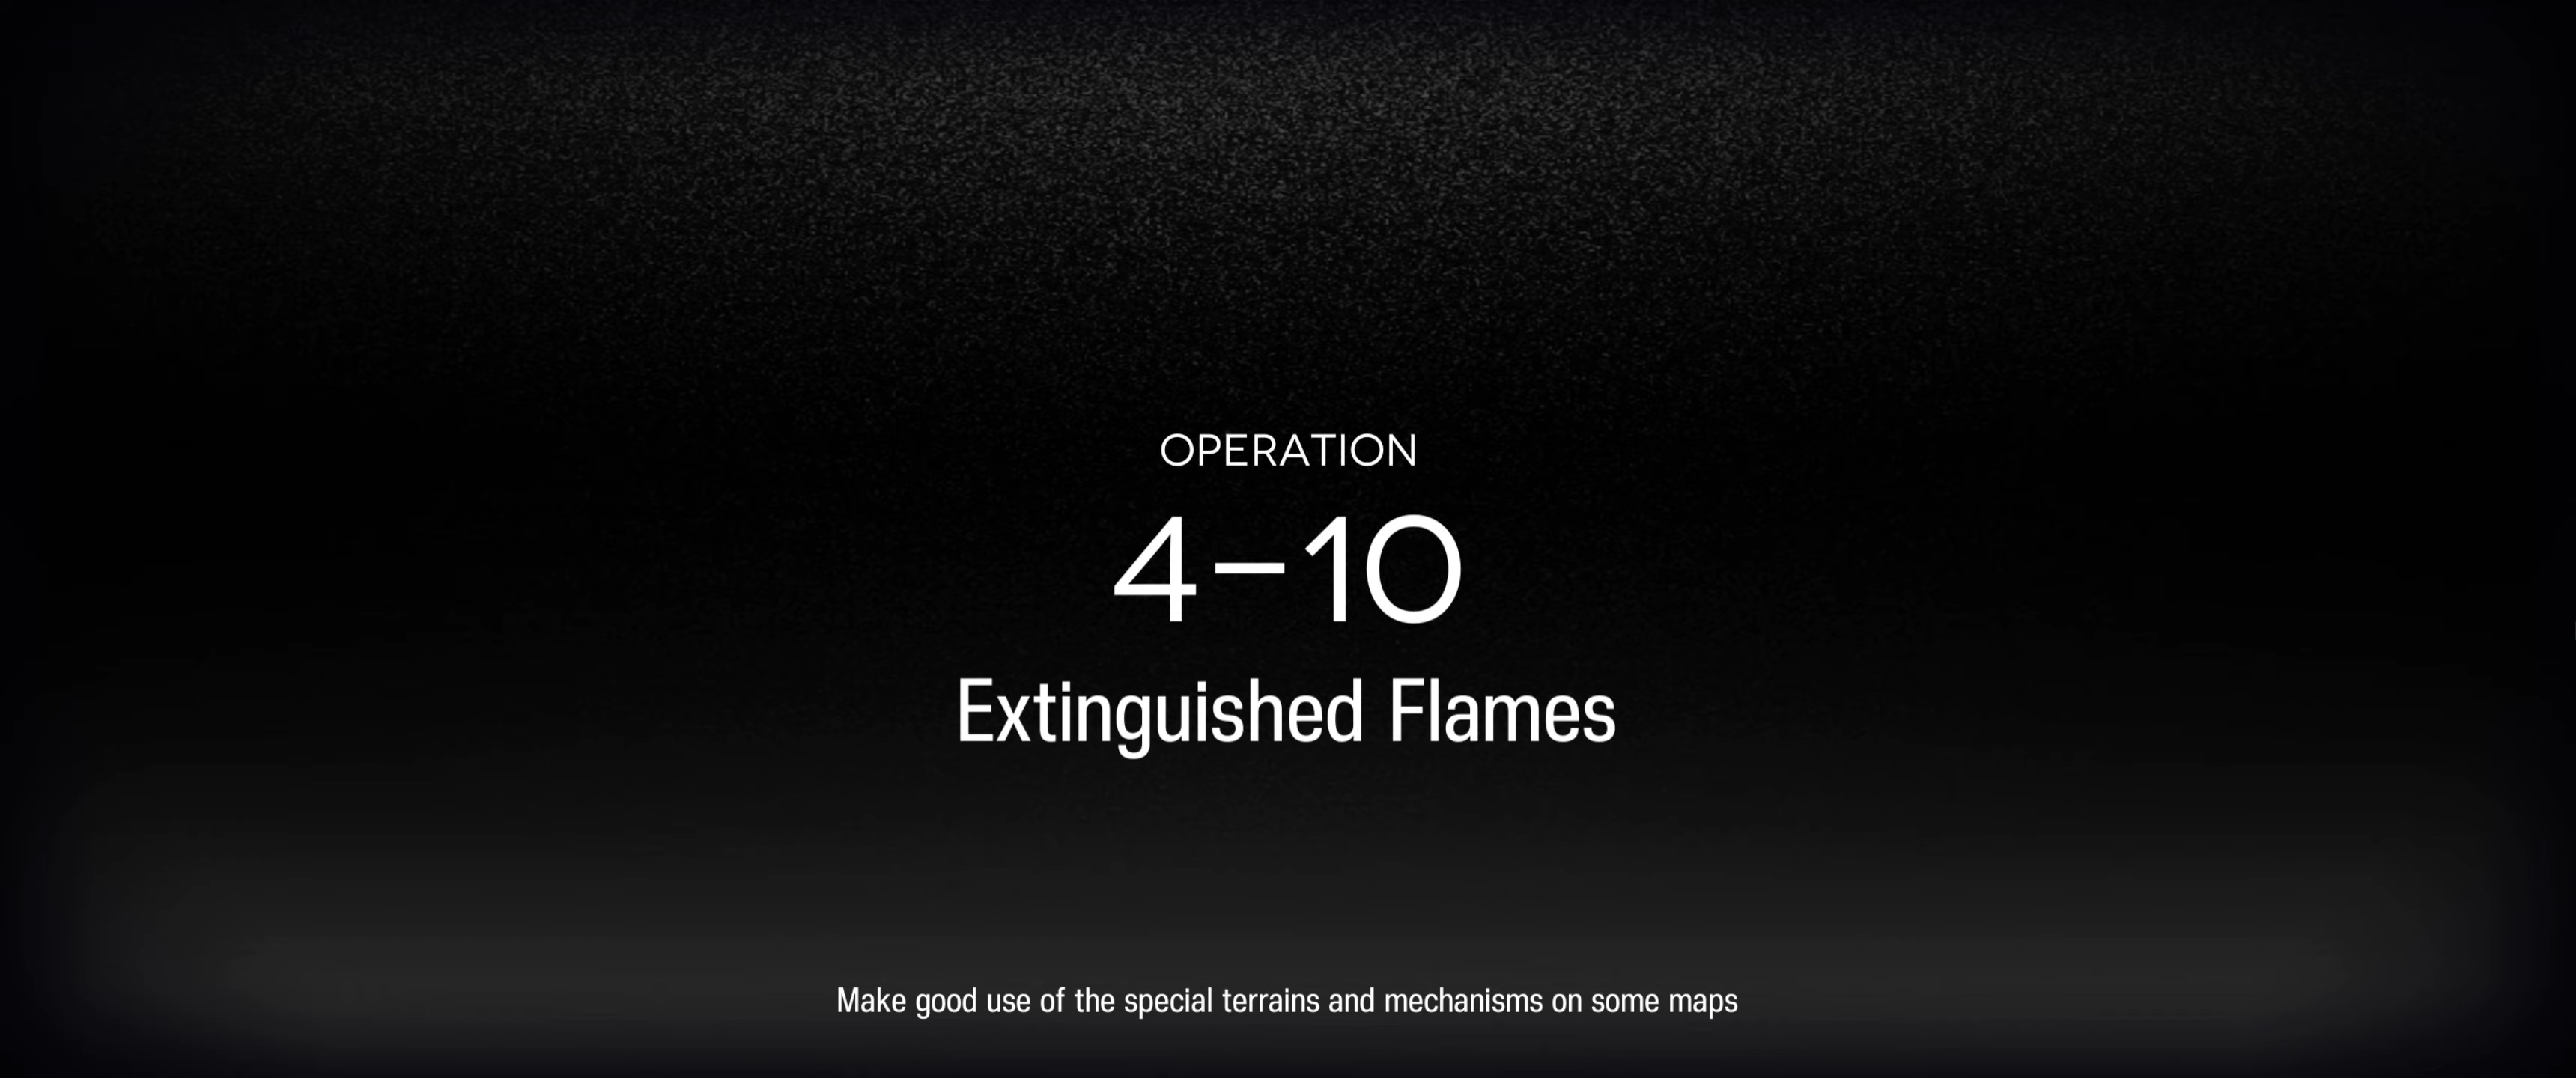 OPERATION
4–10
Extinguished Flames
Make good use of the special terrains and mechanisms on some maps